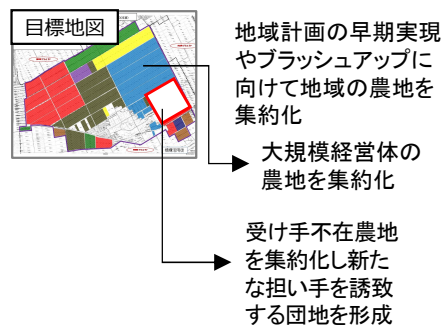 目標地図
地域計画の早期実現
やブラッシュアップに
向けて地域の農地を
集約化
大規模経営体の
農地を集約化
受け手不在農地
を集約化し新た
な担い手を誘致
する団地を形成